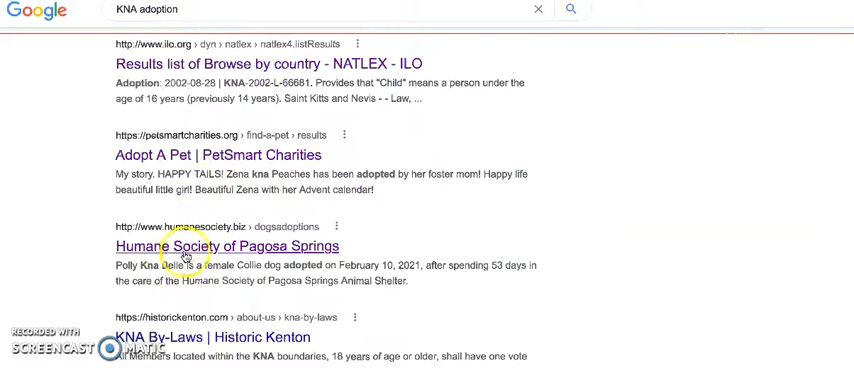 Google
KNA adoption
http://www.ilo.org › dyn › natlex › natlex4.listResults
Results list of Browse by country - NATLEX - ILO
Adoption: 2002-08-28 | KNA-2002-L-66681. Provides that "Child" means a person under the
age of 16 years (previously 14 years). Saint Kitts and Nevis - - Law, ...
https://petsmartcharities.org › find-a-pet › results
Adopt A Pet | PetSmart Charities
My story. HAPPY TAILS! Zena kna Peaches has been adopted by her foster mom! Happy life
beautiful little girl! Beautiful Zena with her Advent calendar!
http://www.humanesociety.biz › dogsadoptions
Humane Society of Pagosa Springs
Polly Kna Delle is a female Collie dog adopted on February 10, 2021, after spending 53 days in
the care of the Humane Society of Pagosa Springs Animal Shelter.
https://historickenton.com › about-us › kna-by-laws
KNA By-Laws | Historic Kenton
All Members located within the KNA boundaries, 18 years of age or older, shall have one vote
RECORDED WITH
SCREENCAST MATIC